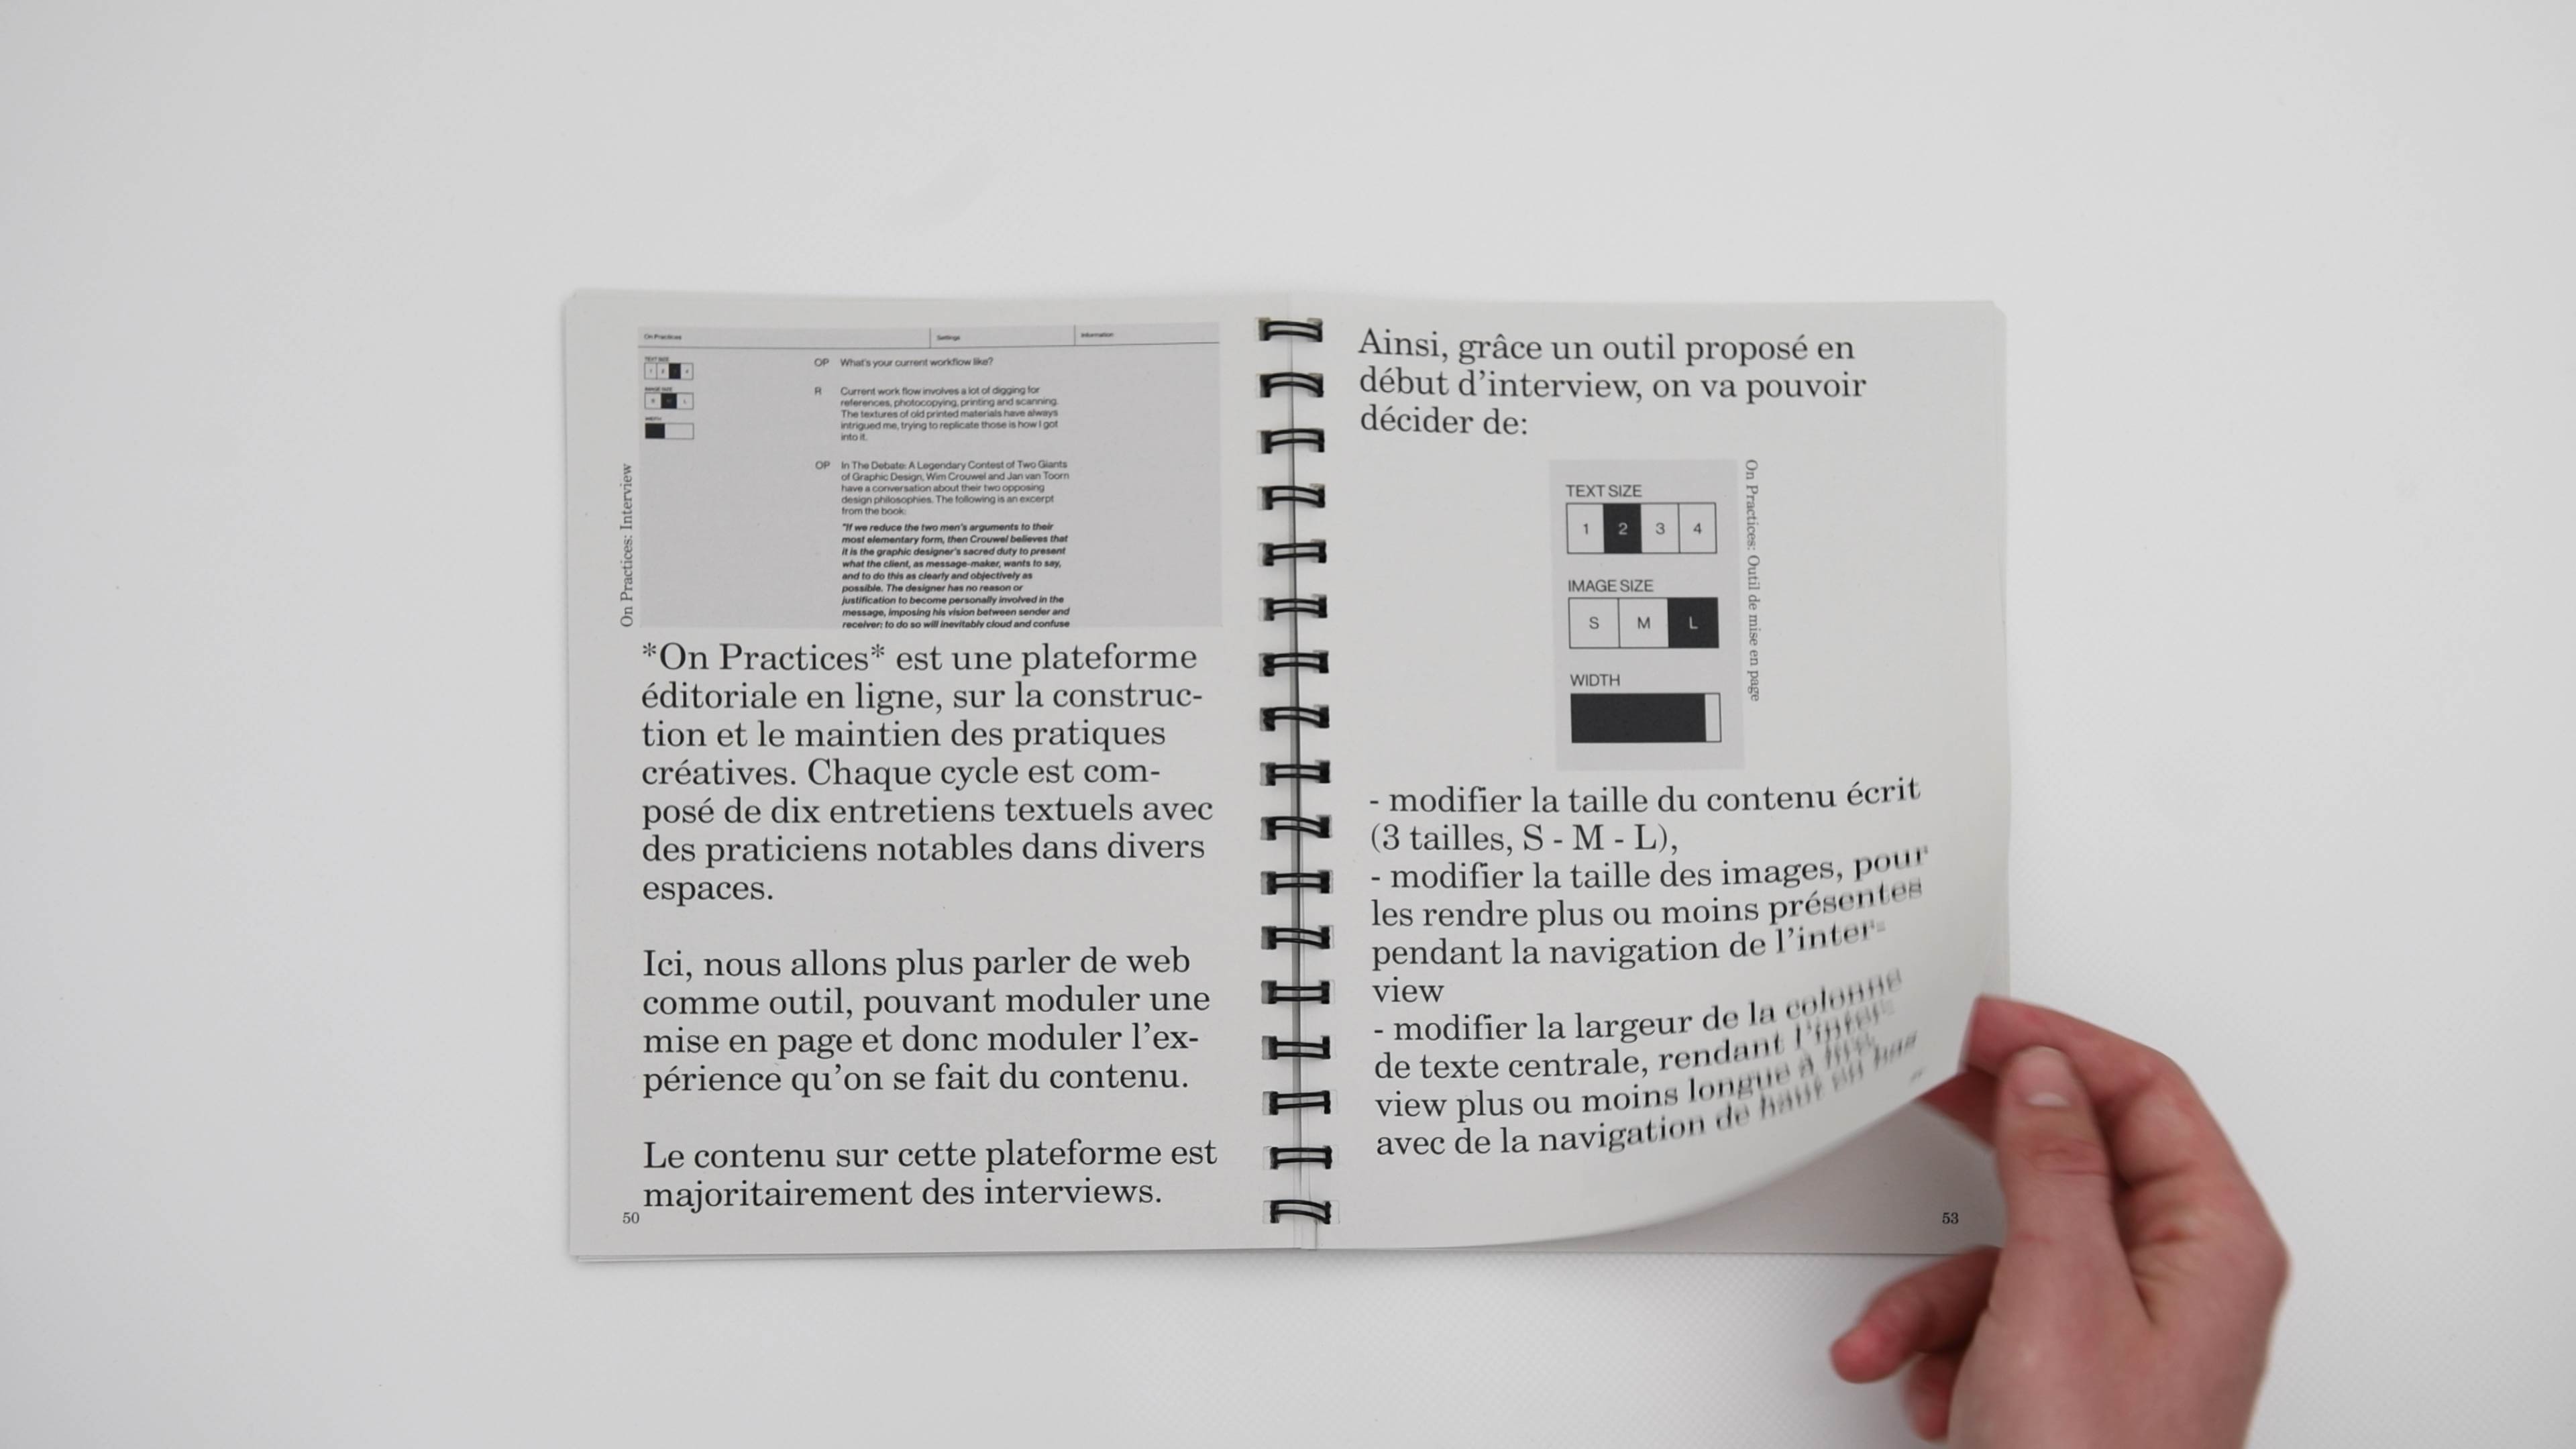 On Practices
Settings
Information
TEXT SIZE
IMAGE SIZE
WIDTH
OP What's your current workflow like?
R Current work flow involves a lot of digging for
references, photocopying, printing and scanning.
The textures of old printed materials have always
intrigued me, trying to replicate those is how I got
into it.
OP In The Debate: A Legendary Contest of Two Giants
of Graphic Design, Wim Crouwel and Jan van Toorn
have a conversation about their two opposing
design philosophies. The following is an excerpt
from the book:
"If we reduce the two men's arguments to their
most elementary form, then Crouwel believes that
it is the graphic designer's sacred duty to present
what the client, as message-maker, wants to say,
and to do this as clearly and objectively as
possible. The designer has no reason or
justification to become personally involved in the
message, imposing his vision between sender and
receiver; to do so will inevitably cloud and confuse
On Practices: Interview
*On Practices* est une plateforme
éditoriale en ligne, sur la construc-
tion et le maintien des pratiques
créatives. Chaque cycle est com-
posé de dix entretiens textuels avec
des praticiens notables dans divers
espaces.
Ici, nous allons plus parler de web
comme outil, pouvant moduler une
mise en page et donc moduler l'ex-
périence qu'on se fait du contenu.
Le contenu sur cette plateforme est
majoritairement des interviews.
50
Ainsi, grâce un outil proposé en
début d'interview, on va pouvoir
décider de:
TEXT SIZE
1 2 3 4
IMAGE SIZE
S M L
WIDTH
On Practices: Outil de mise en page
- modifier la taille du contenu écrit
(3 tailles, S - M - L),
- modifier la taille des images, pour
les rendre plus ou moins présentes
pendant la navigation de l'inter-
view
- modifier la largeur de la colonne
de texte centrale, rendant l'inter-
view plus ou moins longue à
avec de la navigation de haut en bas
53